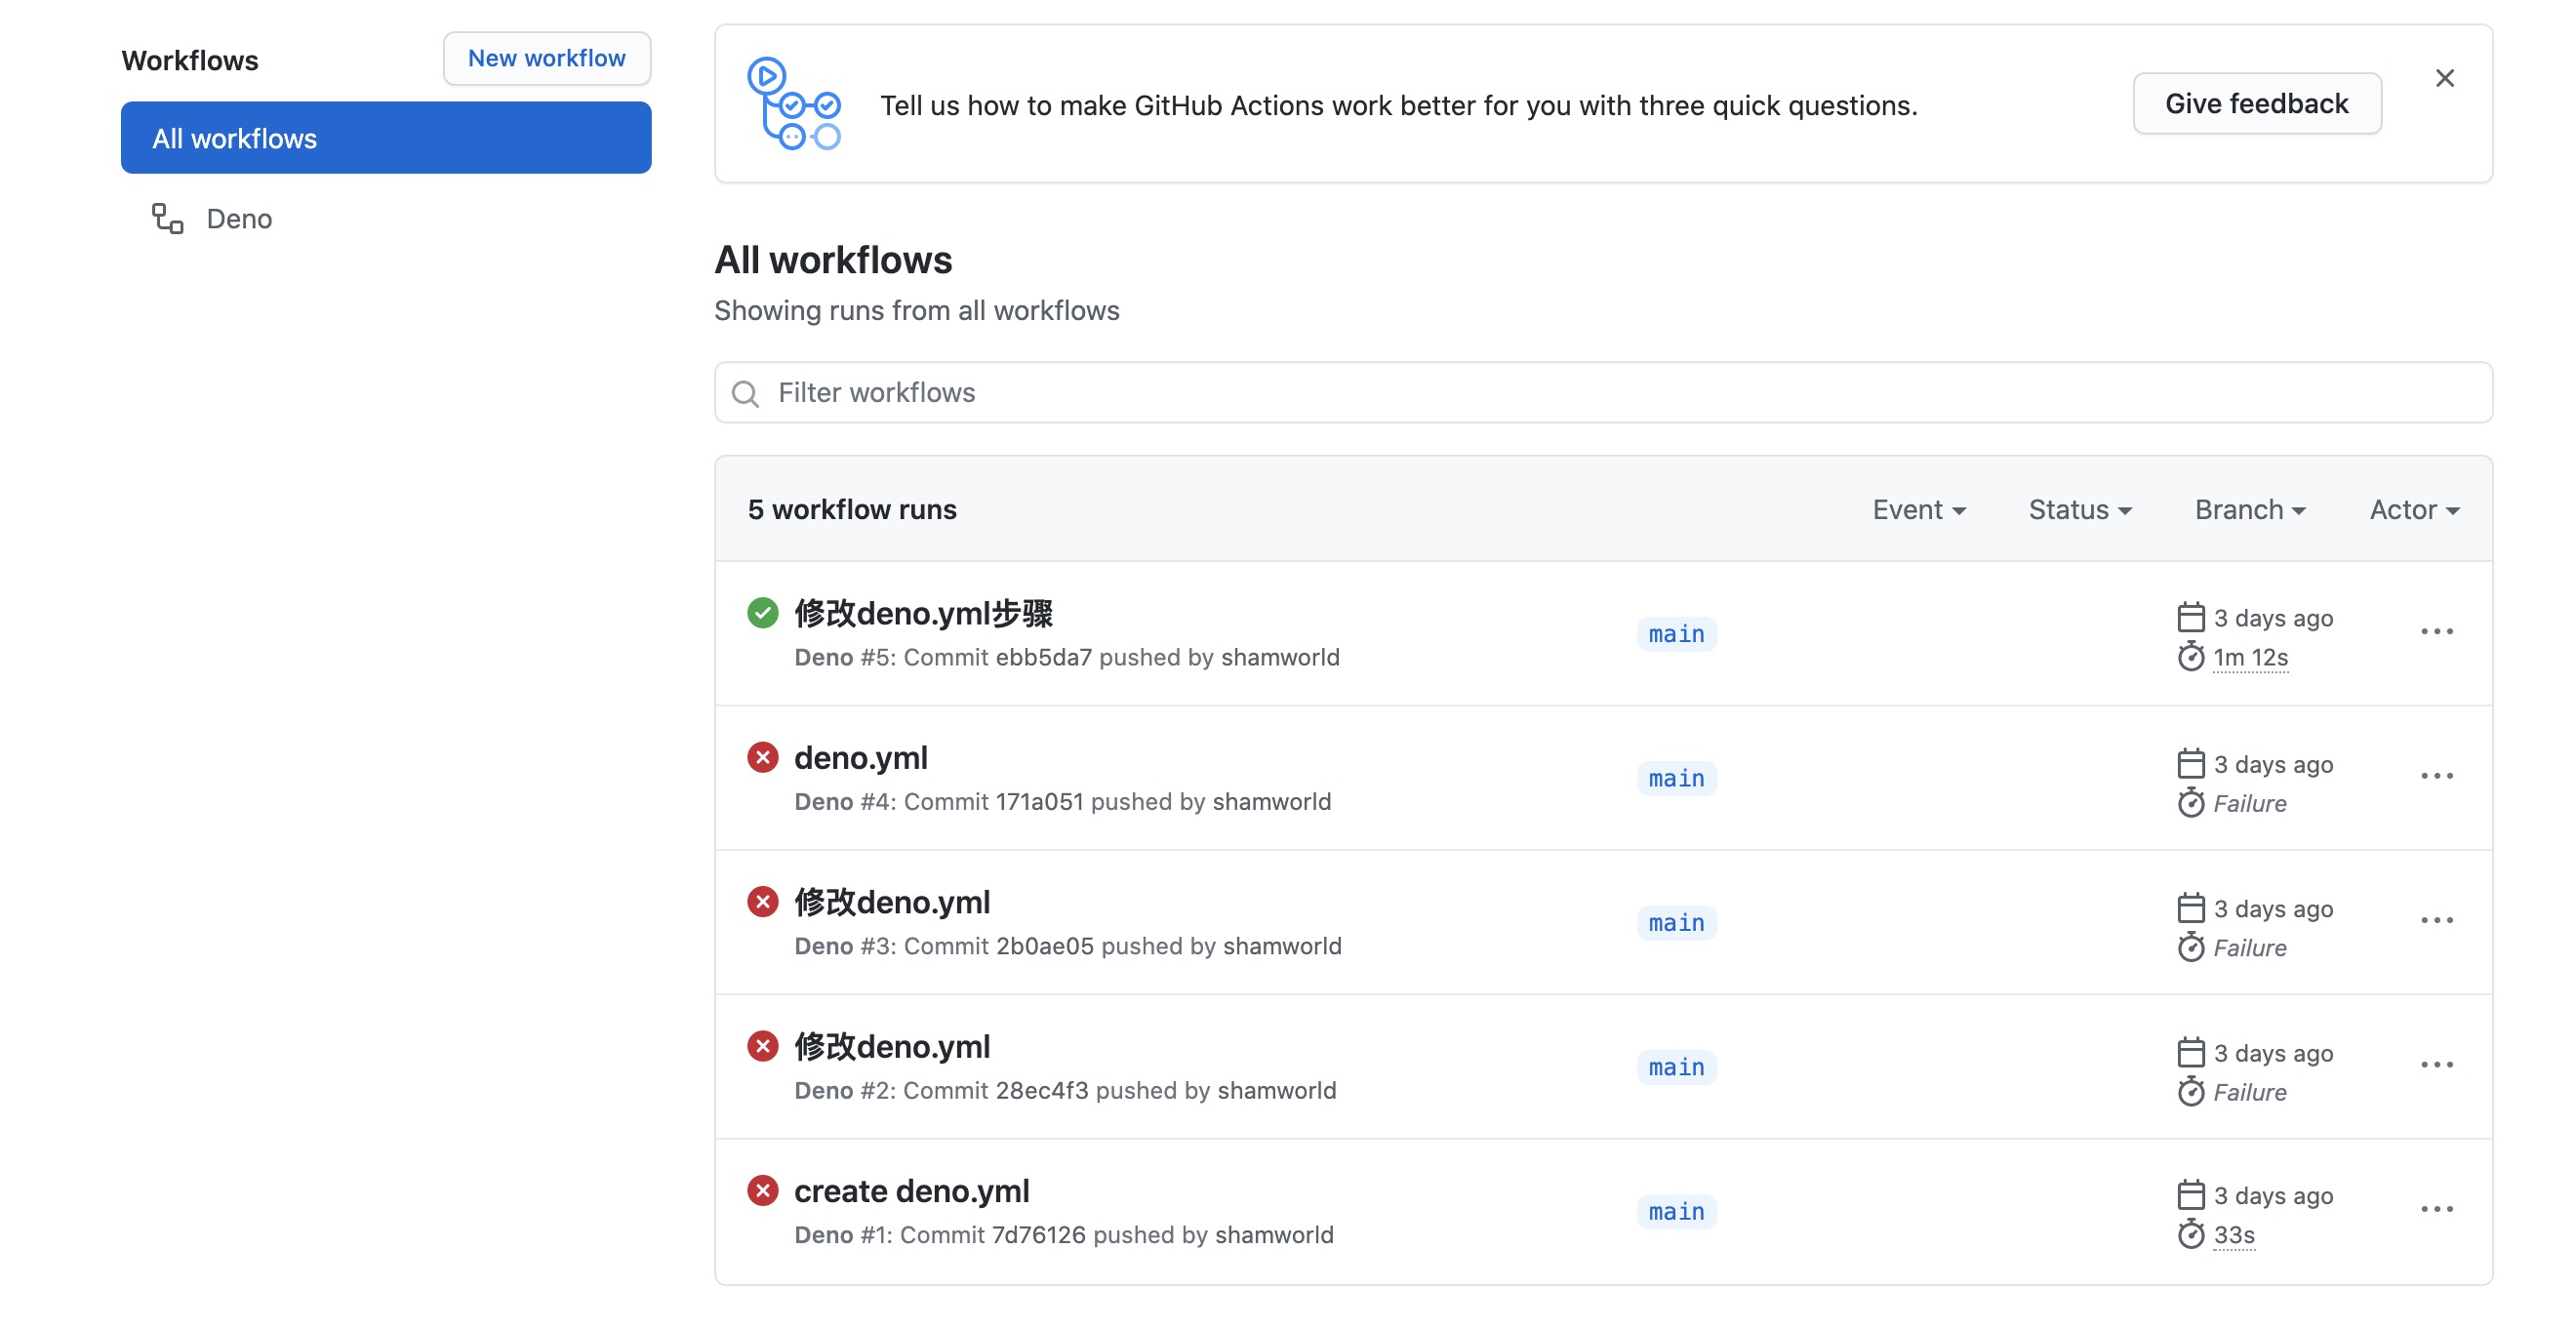 Workflows
New workflow
All workflows
Deno
Tell us how to make GitHub Actions work better for you with three quick questions.
Give feedback
All workflows
Showing runs from all workflows
Filter workflows
5 workflow runs
Event
Status
Branch
Actor
修改deno.yml步骤
Deno #5: Commit ebb5da7 pushed by shamworld
main
3 days ago
1m 12s
deno.yml
Deno #4: Commit 171a051 pushed by shamworld
main
3 days ago
Failure
修改deno.yml
Deno #3: Commit 2b0ae05 pushed by shamworld
main
3 days ago
Failure
修改deno.yml
Deno #2: Commit 28ec4f3 pushed by shamworld
main
3 days ago
Failure
create deno.yml
Deno #1: Commit 7d76126 pushed by shamworld
main
3 days ago
33s